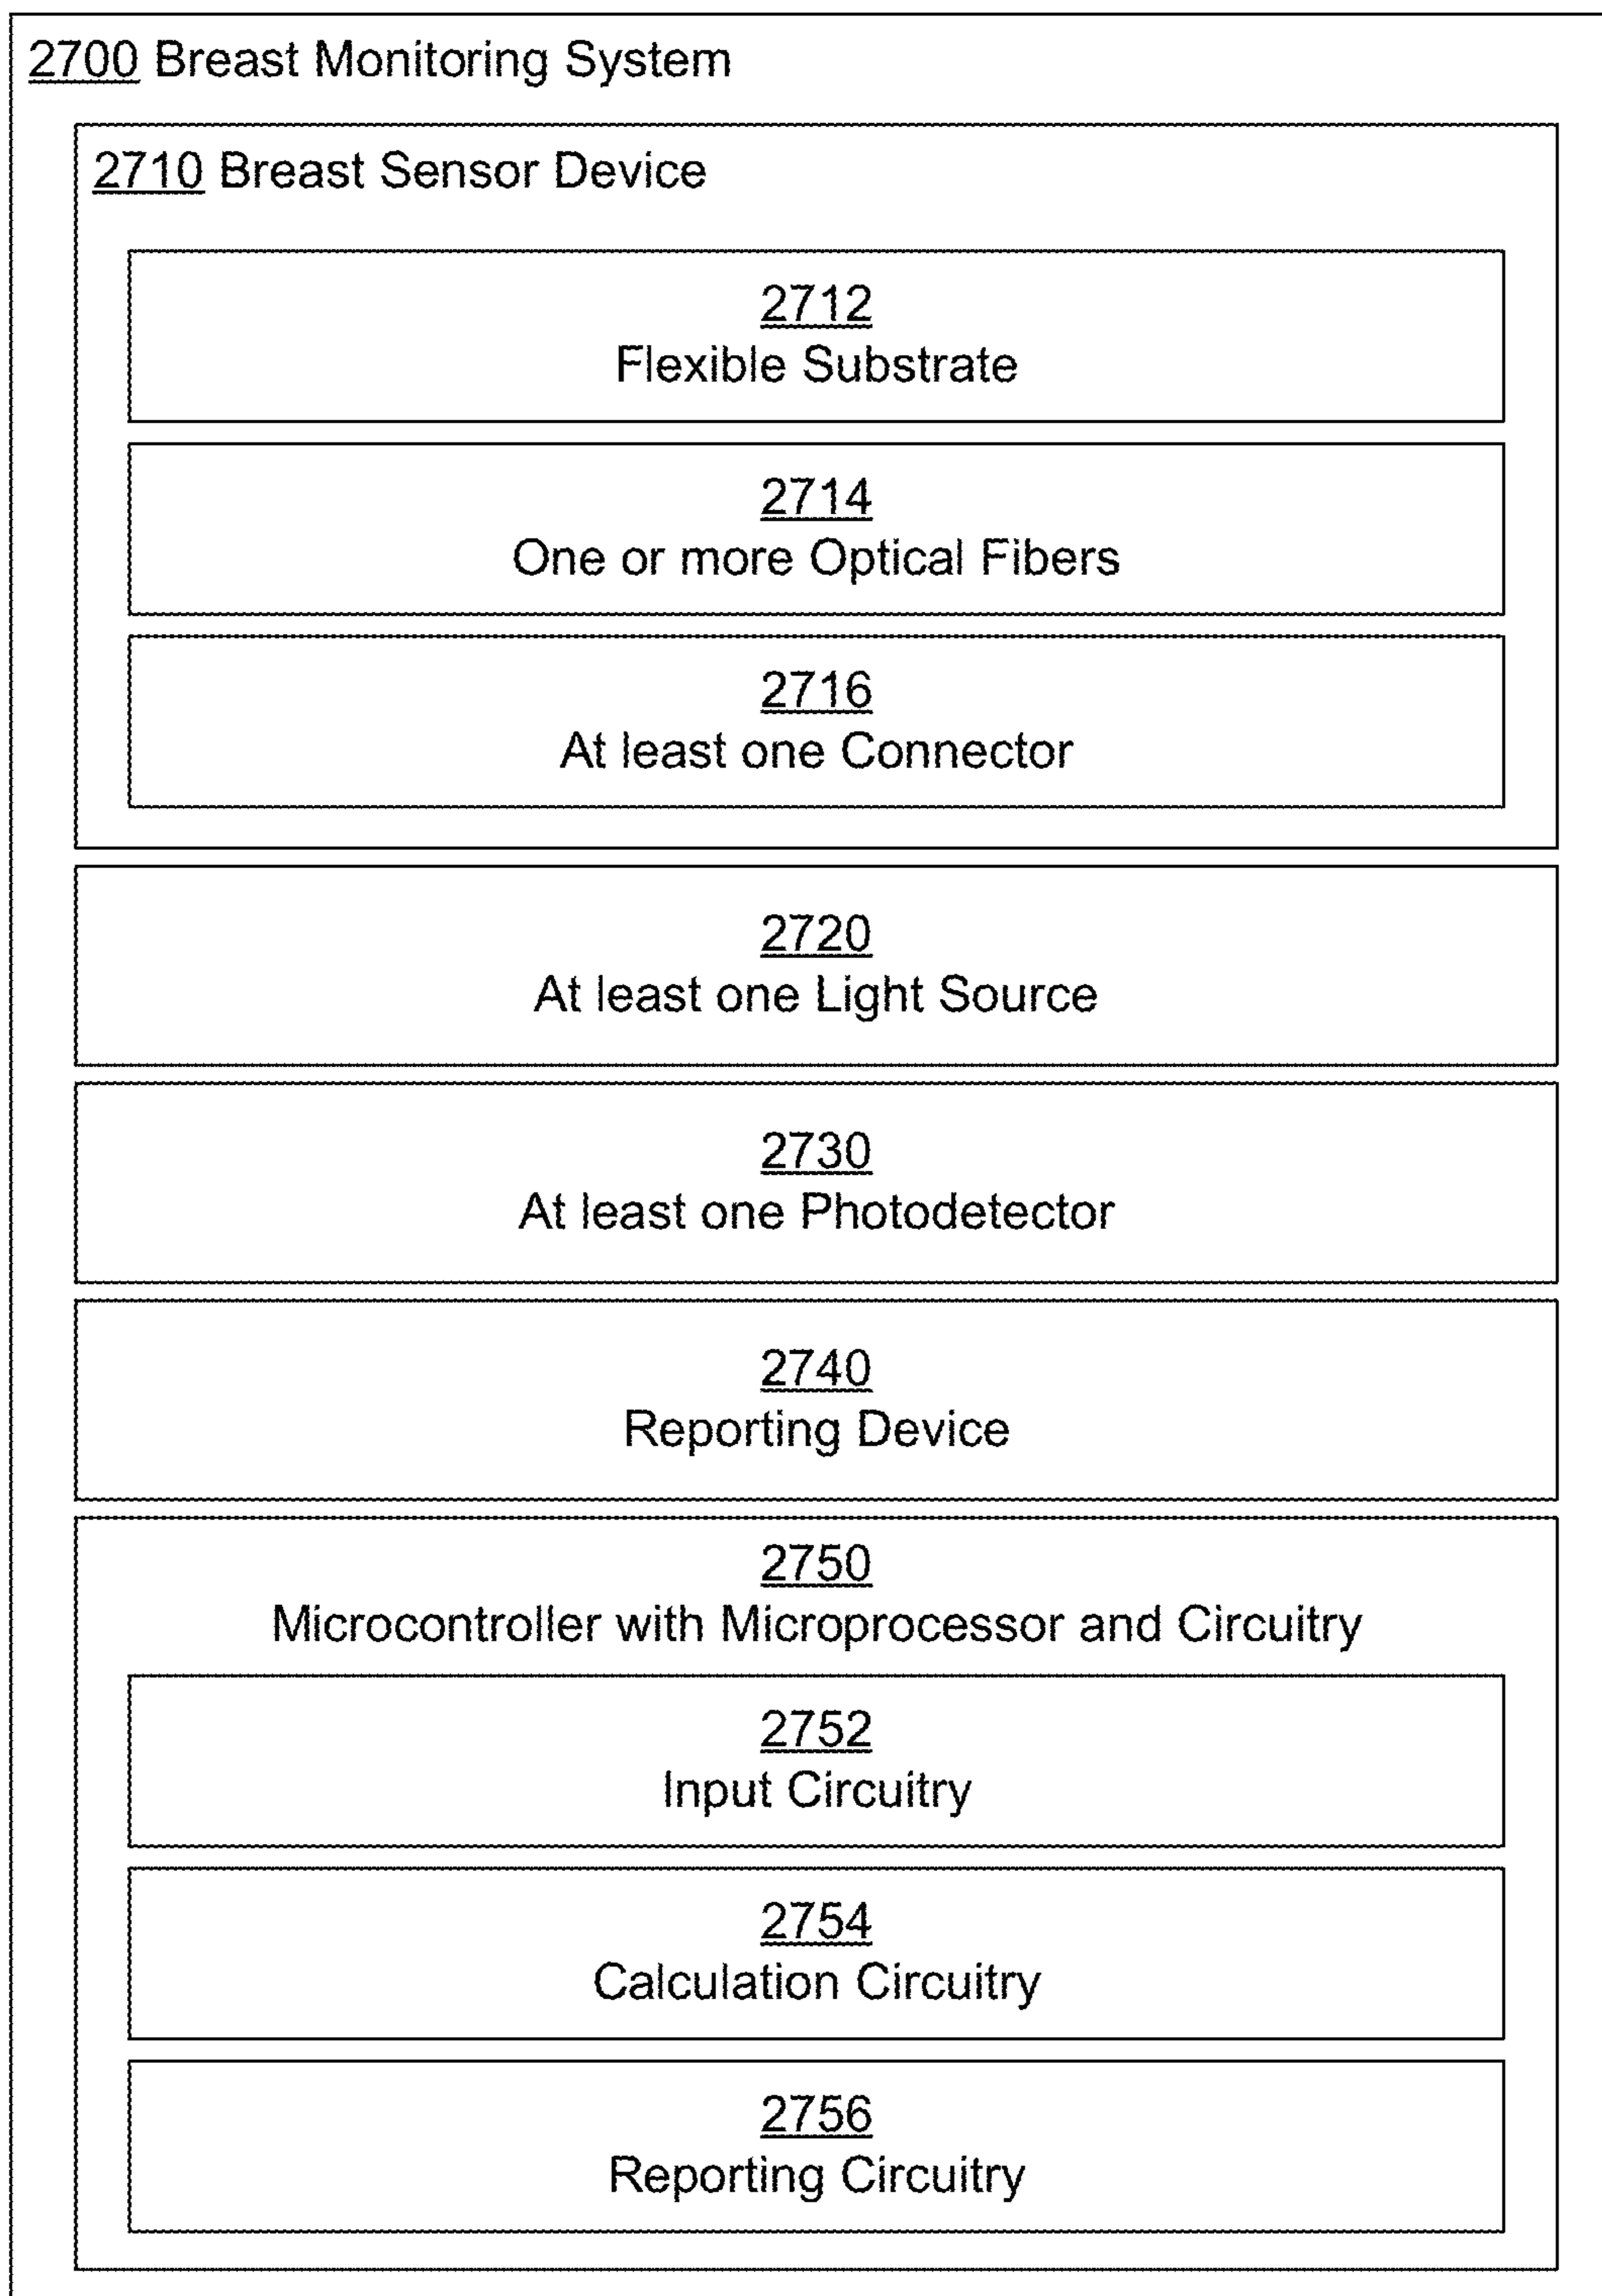 2700 Breast Monitoring System
2710 Breast Sensor Device
2712
Flexible Substrate
2714
One or more Optical Fibers
2716
At least one Connector
2720
At least one Light Source
2730
At least one Photodetector
2740
Reporting Device
2750
Microcontroller with Microprocessor and Circuitry
2752
Input Circuitry
2754
Calculation Circuitry
2756
Reporting Circuitry